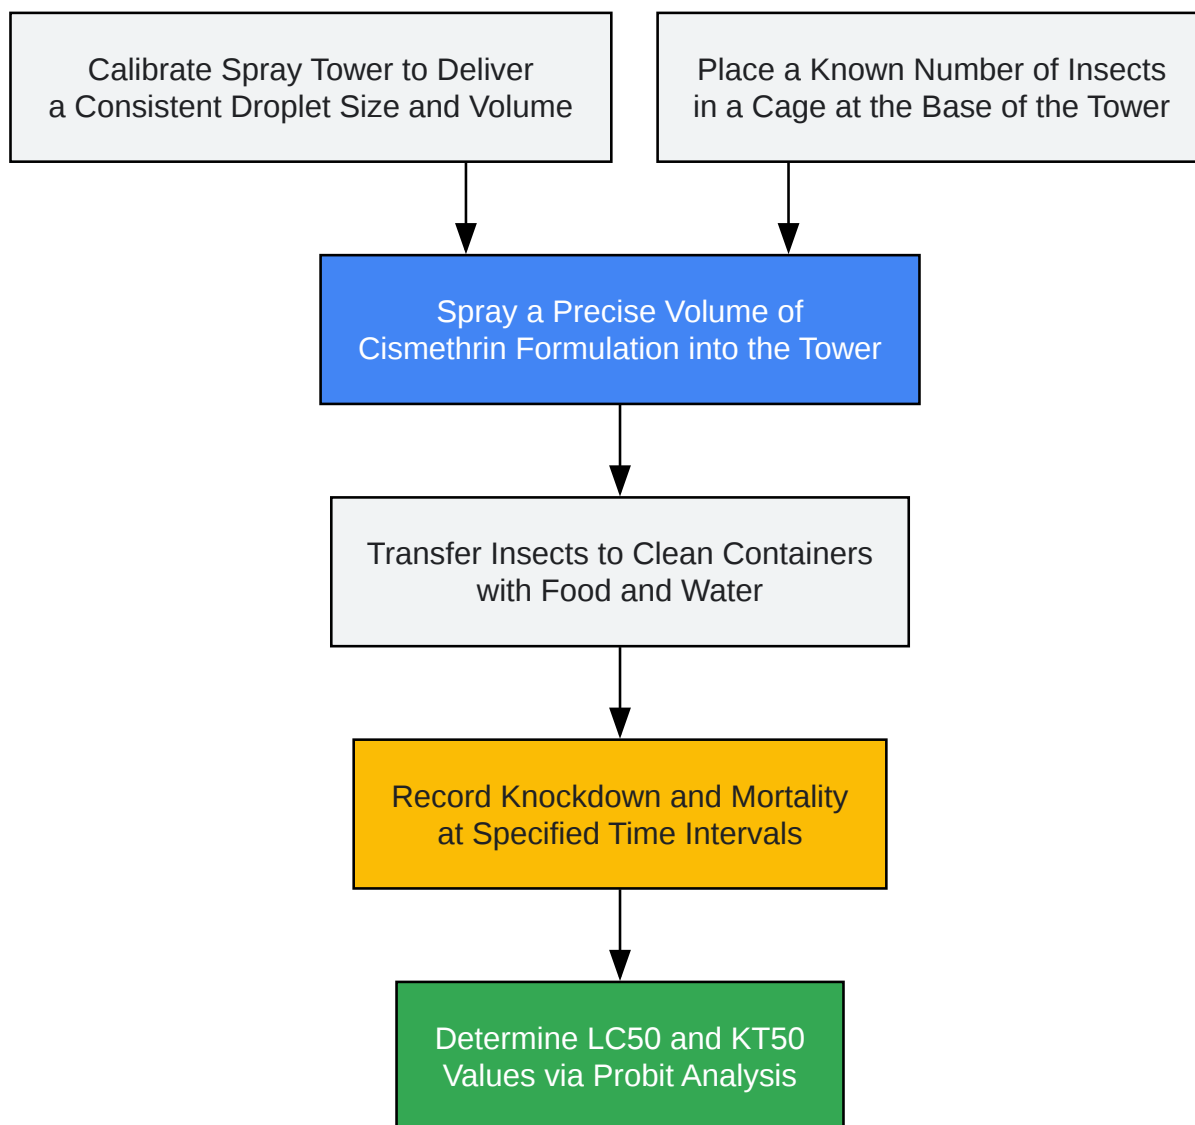 Calibrate Spray Tower to Deliver
a Consistent Droplet Size and Volume
Place a Known Number of Insects
in a Cage at the Base of the Tower
Spray a Precise Volume of
Cismethrin Formulation into the Tower
Transfer Insects to Clean Containers
with Food and Water
Record Knockdown and Mortality
at Specified Time Intervals
Determine LC50 and KT50
Values via Probit Analysis